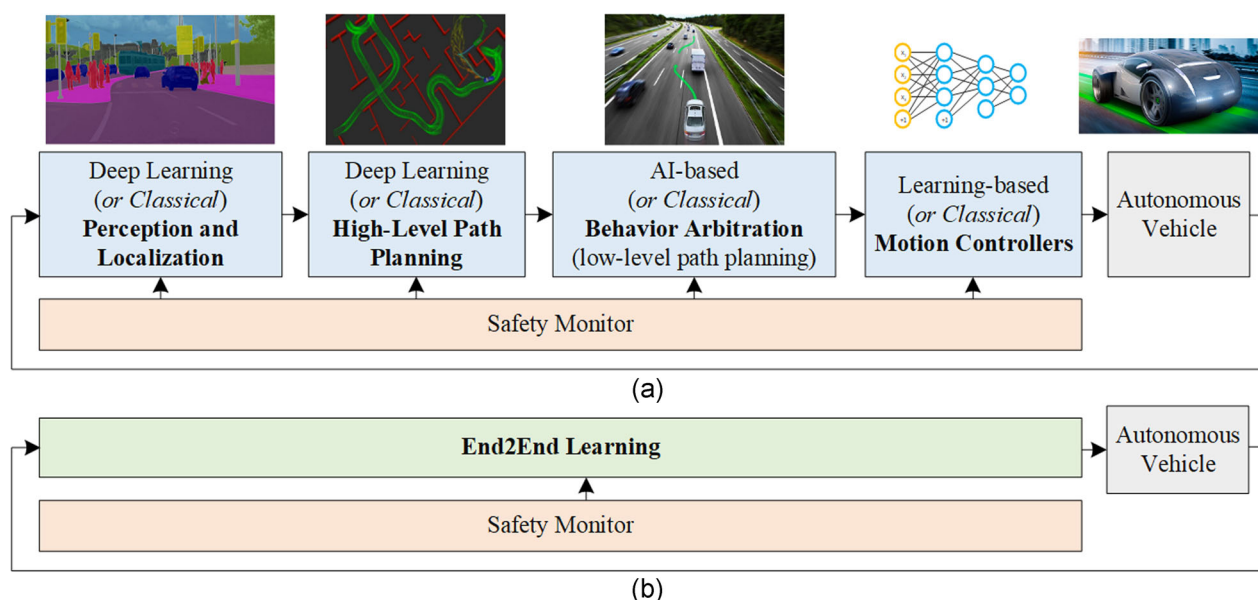 Deep Learning
(or Classical)
Perception and
Localization
Deep Learning
(or Classical)
High-Level Path
Planning
AI-based
(or Classical)
Behavior Arbitration
(low-level path planning)
Learning-based
(or Classical)
Motion Controllers
Autonomous
Vehicle
Safety Monitor
(a)
End2End Learning
Autonomous
Vehicle
Safety Monitor
(b)